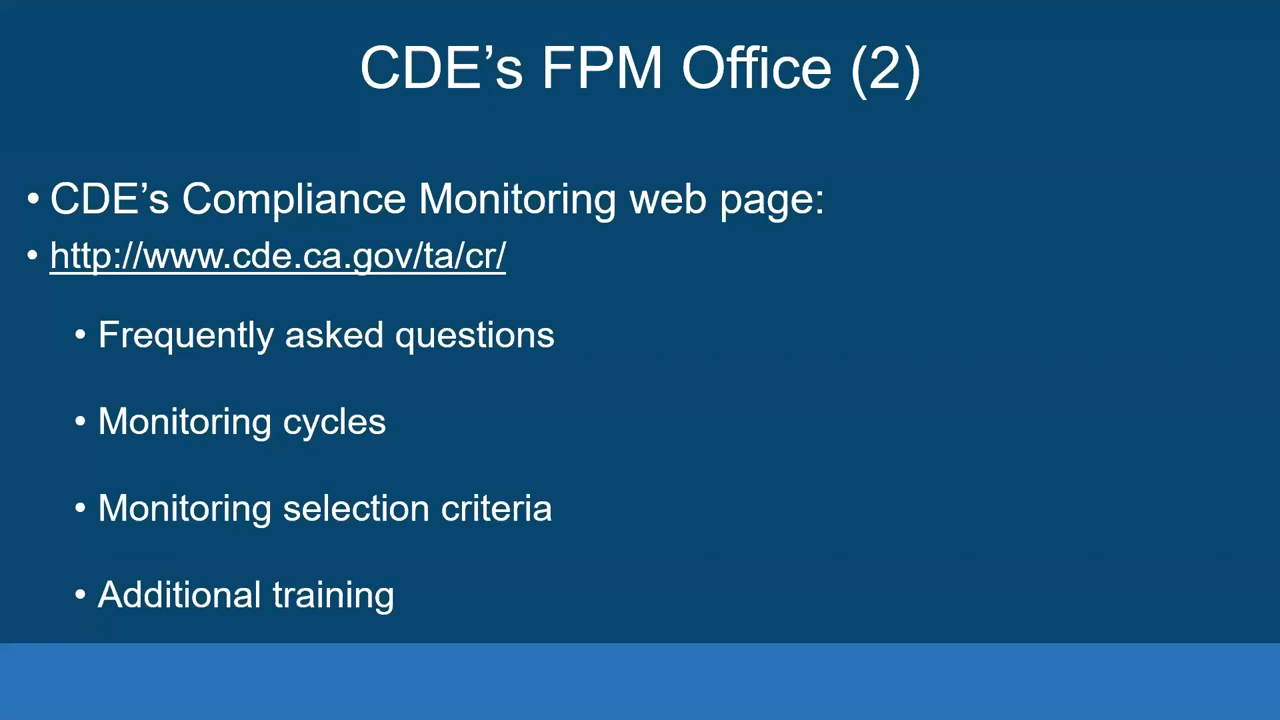 CDE’s FPM Office (2)
• CDE’s Compliance Monitoring web page:
• http://www.cde.ca.gov/ta/cr/
• Frequently asked questions
• Monitoring cycles
• Monitoring selection criteria
• Additional training